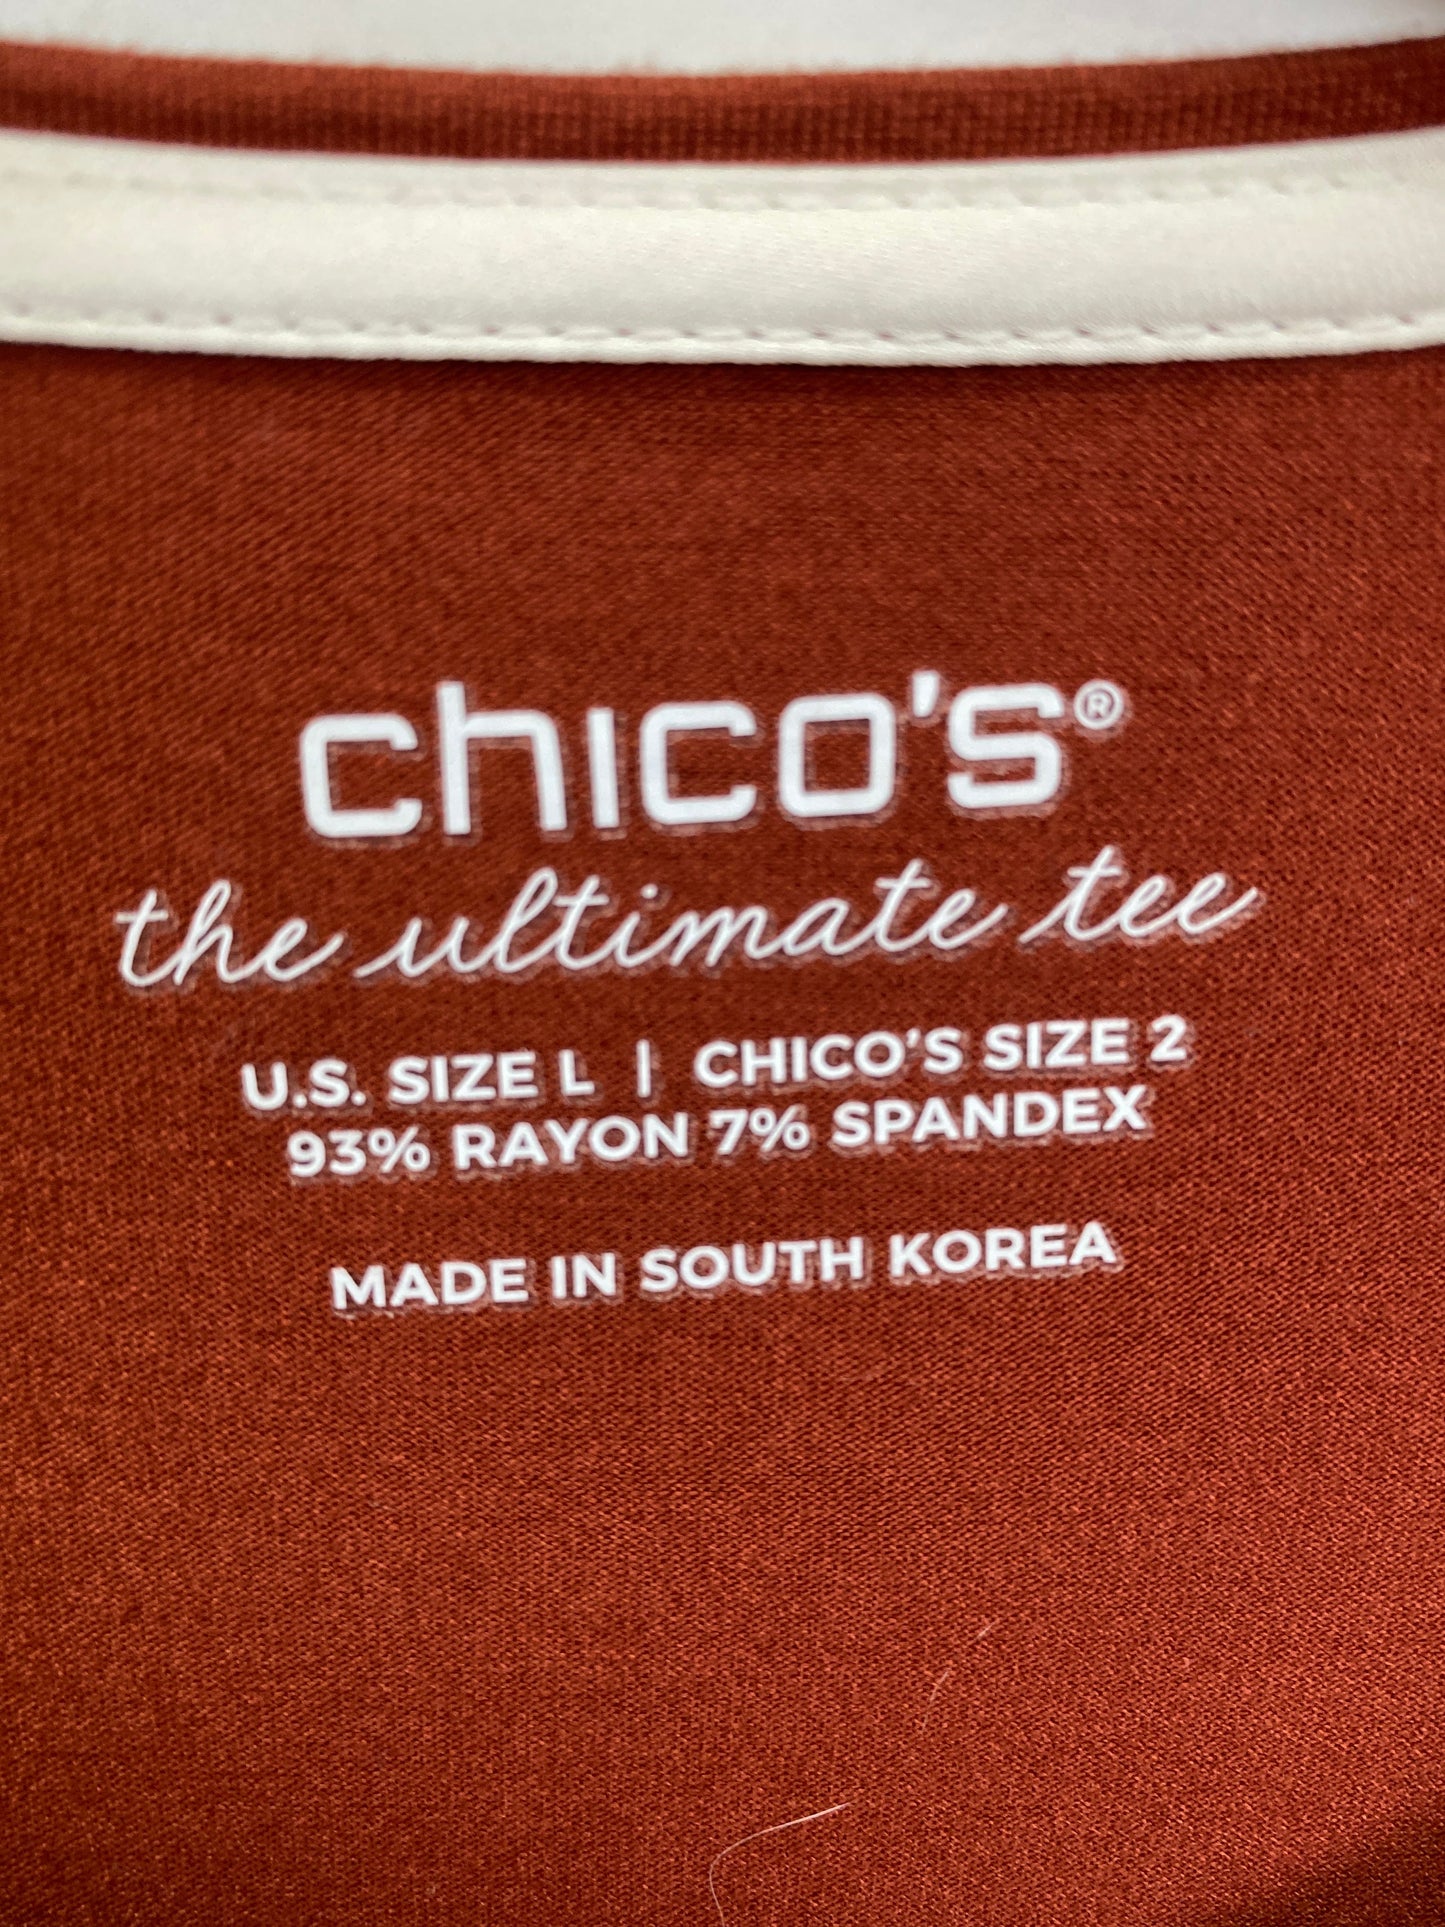 chico's®
the ultimate tee
U.S. SIZE L | CHICO'S SIZE 2
93% RAYON 7% SPANDEX
MADE IN SOUTH KOREA